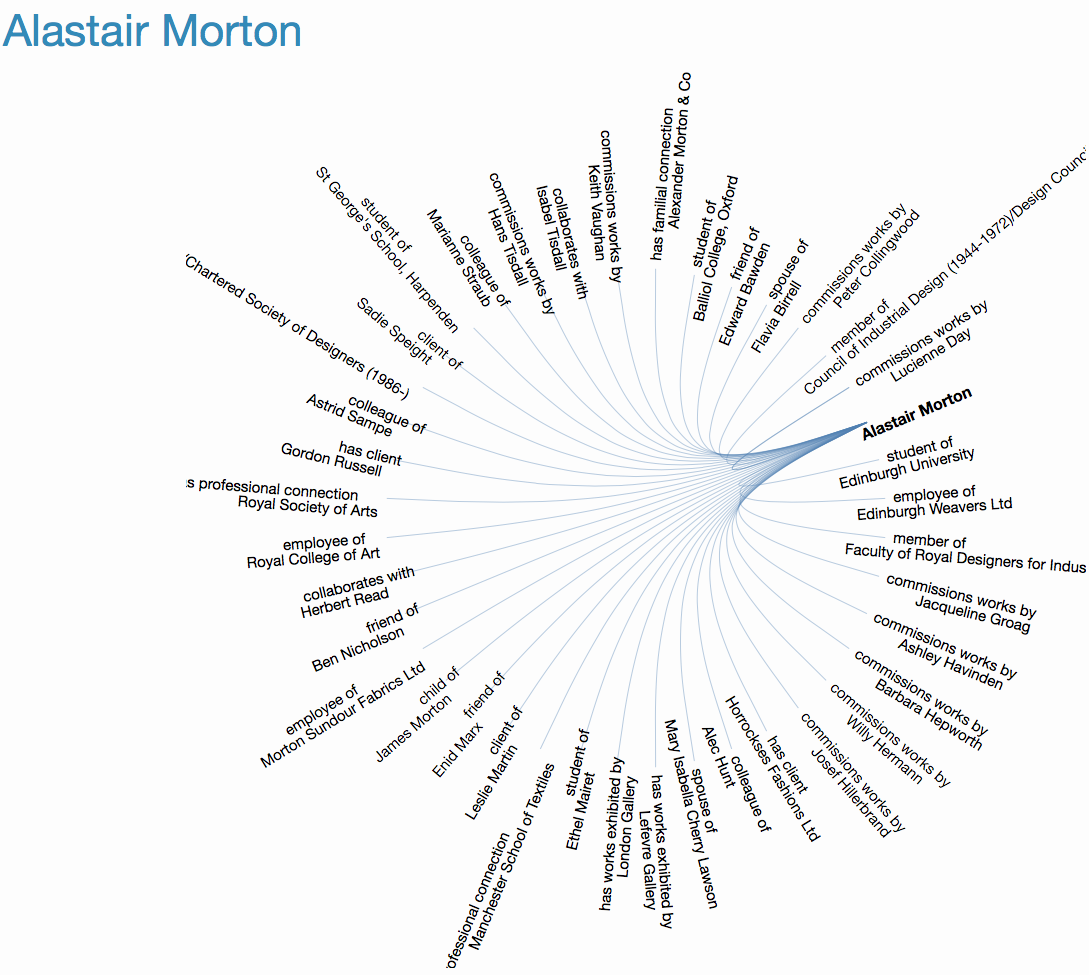 Alastair Morton
has familial connection
Alexander Morton & Co
student of
Balliol College, Oxford
friend of
Edward Bawden
spouse of
Flavia Birrell
commissions works by
Peter Collingwood
member of
Council of Industrial Design (1944-1972)/Design
commissions works by
Lucienne Day
Alastair Morton
student of
Edinburgh University
employee of
Edinburgh Weavers Ltd
member of
Faculty of Royal Designers for
commissions works by
Jacqueline Groag
commissions works by
Ashley Havinden
commissions works by
Barbara Hepworth
commissions works by
Willy Hermann
commissions works by
Josef Hillerbrand
has client
Horrockses Fashions Ltd
colleague of
Alec Hunt
spouse of
Mary Isabella Cherry Lawson
has works exhibited by
Lefevre Gallery
has works exhibited by
London Gallery
student of
Ethel Mairet
connection
Manchester School of Textiles
client of
Leslie Martin
friend of
Enid Marx
child of
James Morton
employee of
Morton Sundour Fabrics Ltd
friend of
Ben Nicholson
collaborates with
Herbert Read
employee of
Royal College of Art
professional connection
Royal Society of Arts
has client
Gordon Russell
colleague of
Astrid Sampe
/Chartered Society of Designers (1986-)
client of
Sadie Speight
student of
St George's School, Harpenden
colleague of
Marianne Straub
commissions works by
Hans Tisdall
collaborates with
Isabel Tisdall
commissions works by
Keith Vaughan